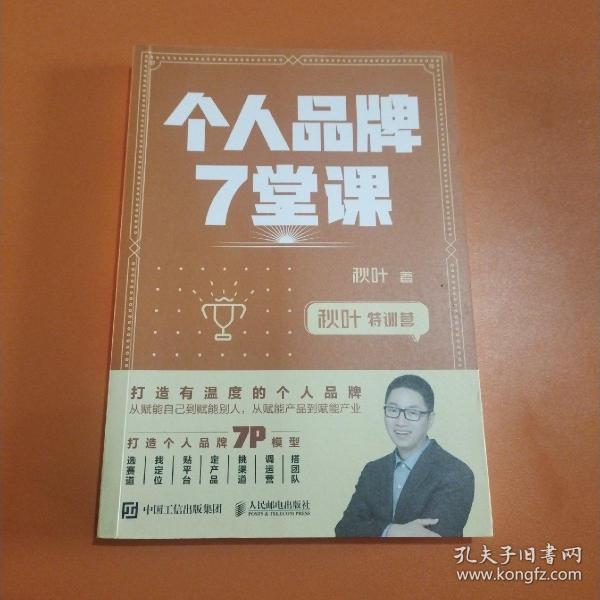 个人品牌
7堂课
秋叶 著
秋叶 特训营
打造有温度的个人品牌
从赋能自己到赋能别人，从赋能产品到赋能产业
打造个人品牌 7P 模型
选赛道 找定位 贴平台 定产品 挑渠道 调运营 搭团队
中国工信出版集团 人民邮电出版社
POSTS & TELECOM PRESS
孔夫子旧书网
www.kongfz.com